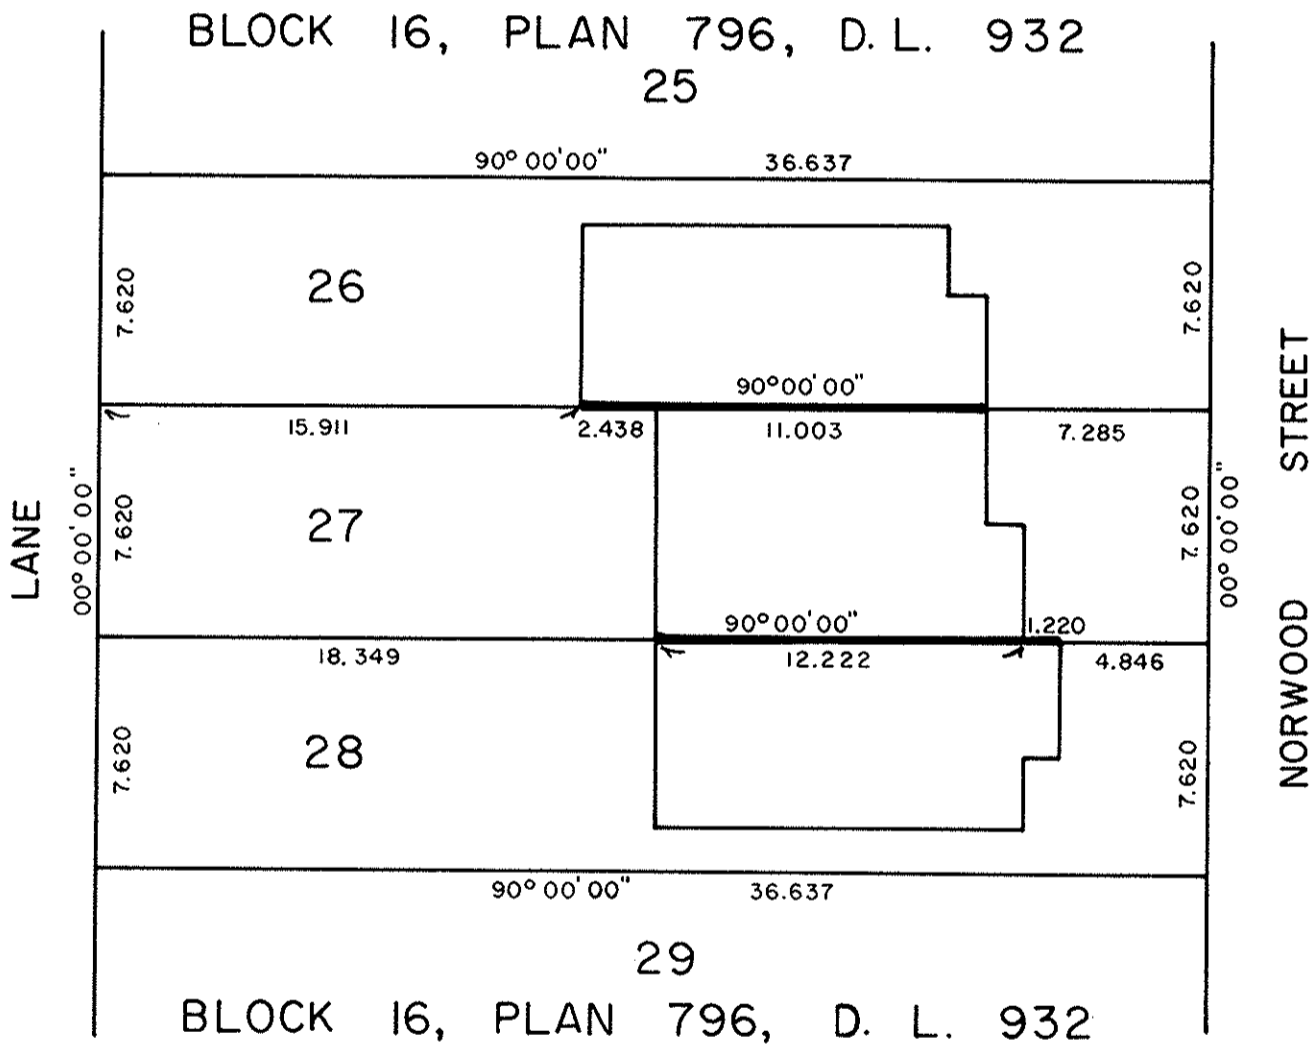 BLOCK 16, PLAN 796, D. L. 932
25
90° 00' 00" 36.637
7.620 26 7.620
90° 00' 00"
15.911 2.438 11.003 7.285
LANE 00° 00' 00" 7.620 27 7.620 00° 00' 00" NORWOOD STREET
90° 00' 00" 1.220
18.349 12.222 4.846
7.620 28 7.620
90° 00' 00" 36.637
29
BLOCK 16, PLAN 796, D. L. 932